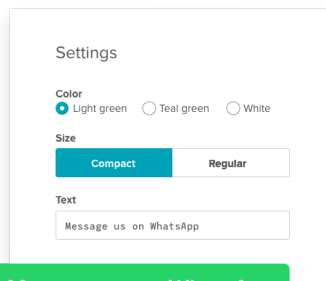 Settings
Color
Light green Teal green White
Size
Compact Regular
Text
Message us on WhatsApp